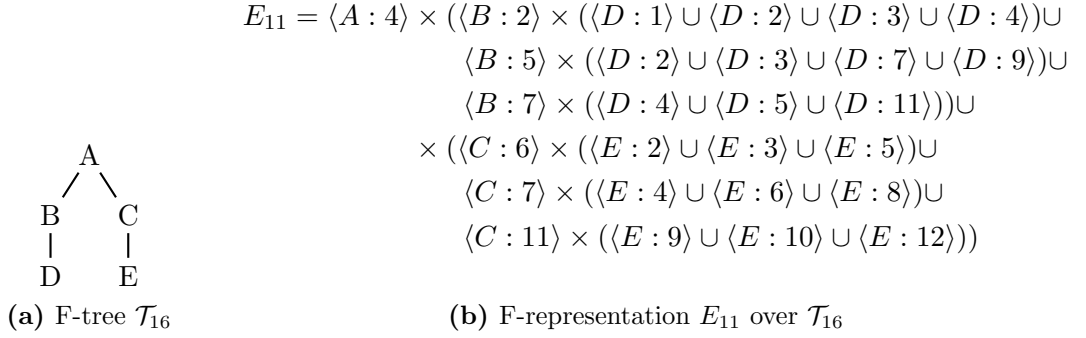 E₁₁ = ⟨A : 4⟩ × (⟨B : 2⟩ × (⟨D : 1⟩ ∪ ⟨D : 2⟩ ∪ ⟨D : 3⟩ ∪ ⟨D : 4⟩)∪
⟨B : 5⟩ × (⟨D : 2⟩ ∪ ⟨D : 3⟩ ∪ ⟨D : 7⟩ ∪ ⟨D : 9⟩)∪
⟨B : 7⟩ × (⟨D : 4⟩ ∪ ⟨D : 5⟩ ∪ ⟨D : 11⟩))∪
× (⟨C : 6⟩ × (⟨E : 2⟩ ∪ ⟨E : 3⟩ ∪ ⟨E : 5⟩)∪
⟨C : 7⟩ × (⟨E : 4⟩ ∪ ⟨E : 6⟩ ∪ ⟨E : 8⟩)∪
⟨C : 11⟩ × (⟨E : 9⟩ ∪ ⟨E : 10⟩ ∪ ⟨E : 12⟩))
A
B C
D E
(a) F-tree 𝒯₁₆
(b) F-representation E₁₁ over 𝒯₁₆